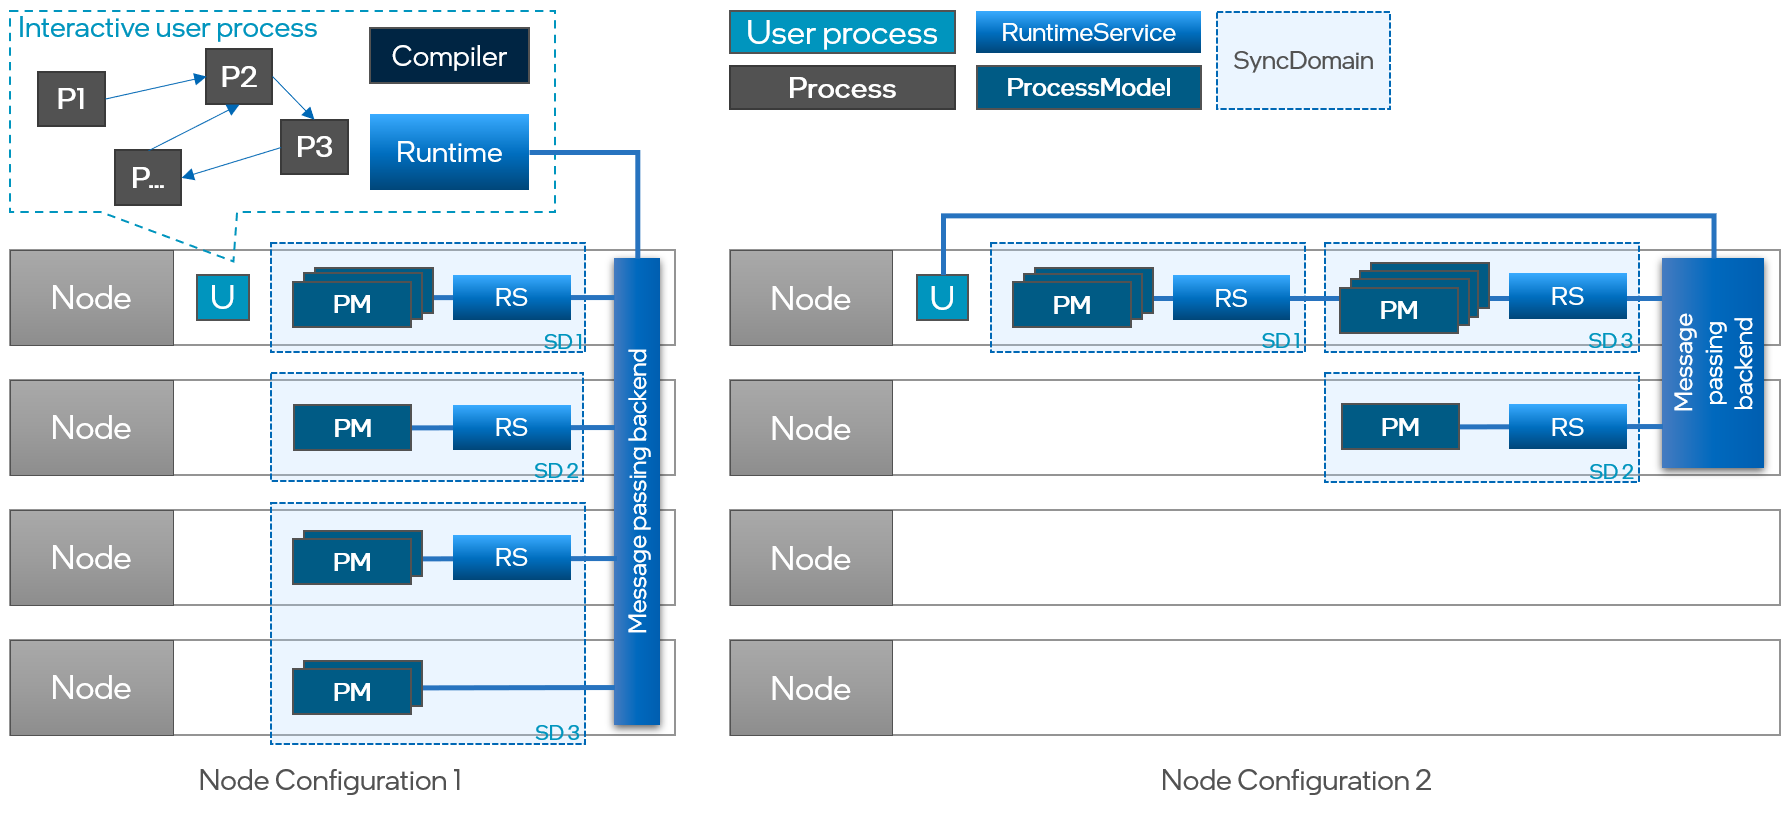 Interactive user process
P1
P2
P3
P...
Compiler
Runtime
User process
Process
RuntimeService
ProcessModel
SyncDomain
Node
U
PM
RS
SD 1
Node
PM
RS
SD 2
Node
PM
RS
Node
PM
SD 3
Message passing backend
Node Configuration 1
Node
U
PM
RS
SD 1
PM
RS
SD 3
Node
PM
RS
SD 2
Message
passing
backend
Node
Node
Node Configuration 2